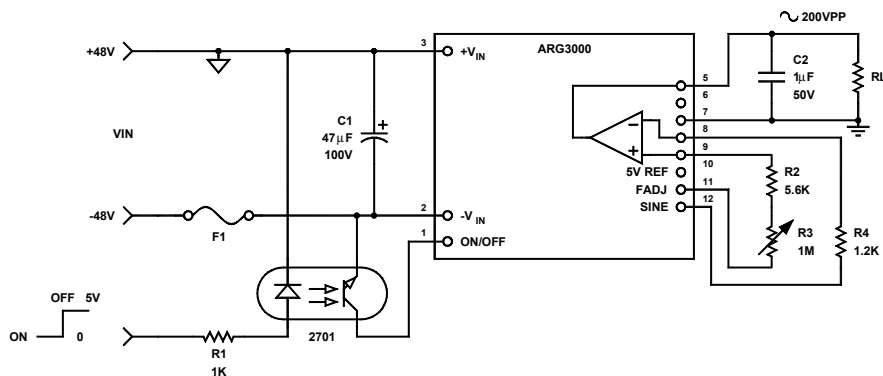 200VPP
+48V
3
+VIN
ARG3000
5
C2
1µF
50V
RL
6
7
C1
47µF
100V
+
VIN
8
−
+
9
5V REF
10
R2
5.6K
FADJ
11
-48V
F1
2
-VIN
SINE
12
R3
1M
R4
1.2K
1
ON/OFF
OFF 5V
ON
0
R1
1K
2701